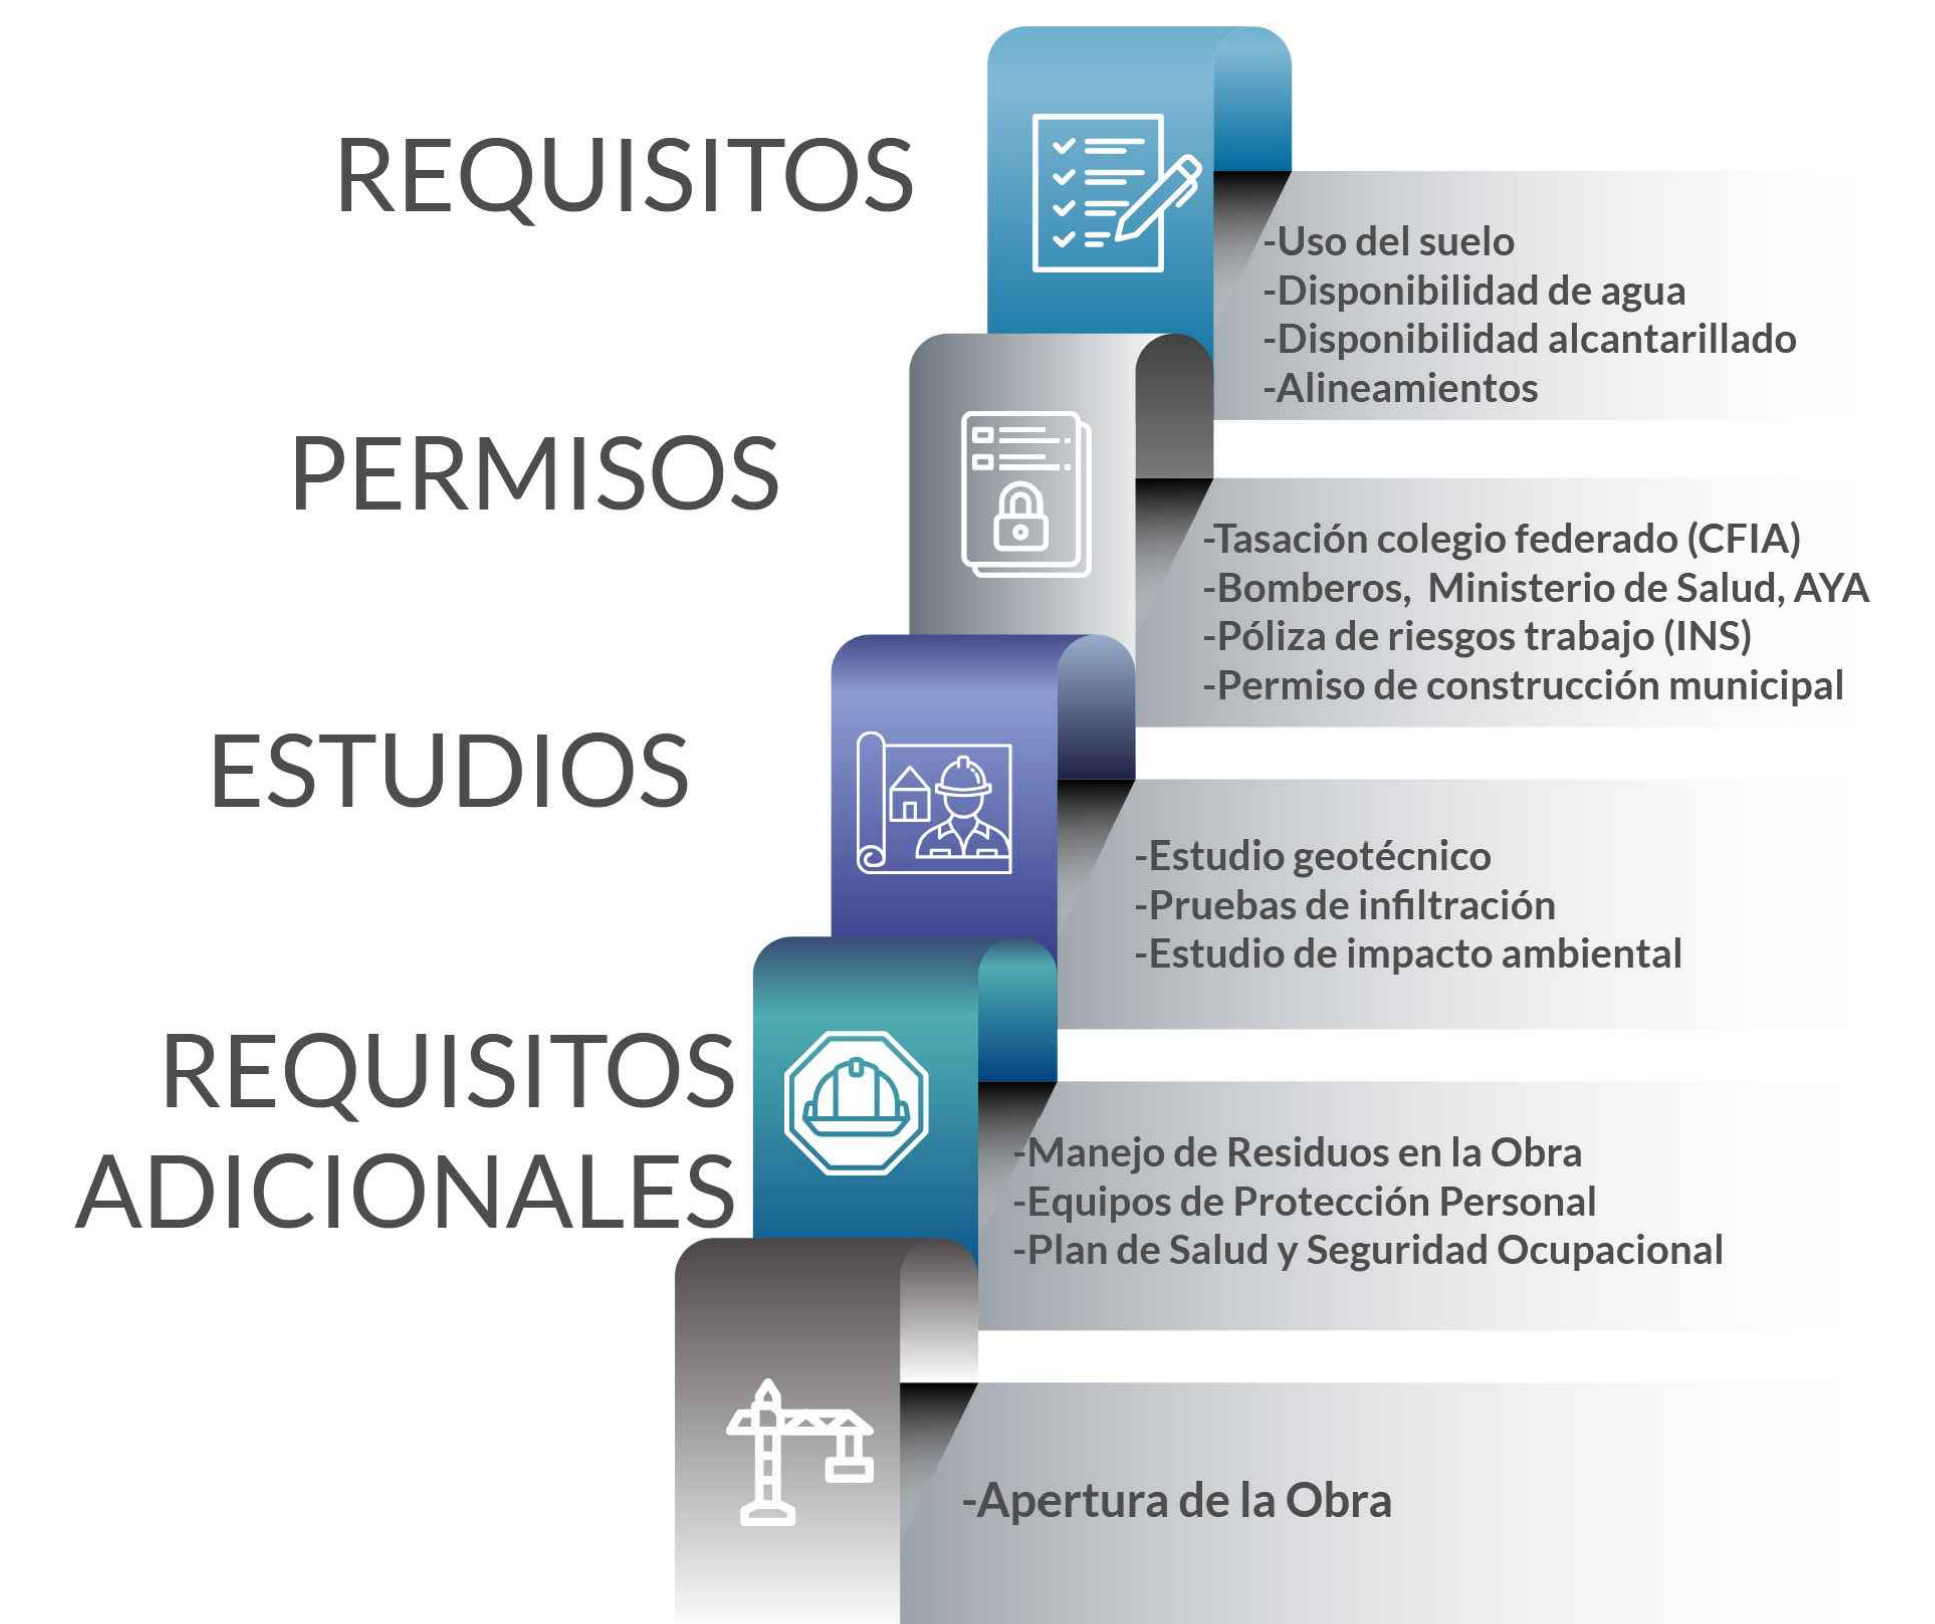 REQUISITOS
-Uso del suelo
-Disponibilidad de agua
-Disponibilidad alcantarillado
-Alineamientos
PERMISOS
-Tasación colegio federado (CFIA)
-Bomberos, Ministerio de Salud, AYA
-Póliza de riesgos trabajo (INS)
-Permiso de construcción municipal
ESTUDIOS
-Estudio geotécnico
-Pruebas de infiltración
-Estudio de impacto ambiental
REQUISITOS
ADICIONALES
-Manejo de Residuos en la Obra
-Equipos de Protección Personal
-Plan de Salud y Seguridad Ocupacional
-Apertura de la Obra